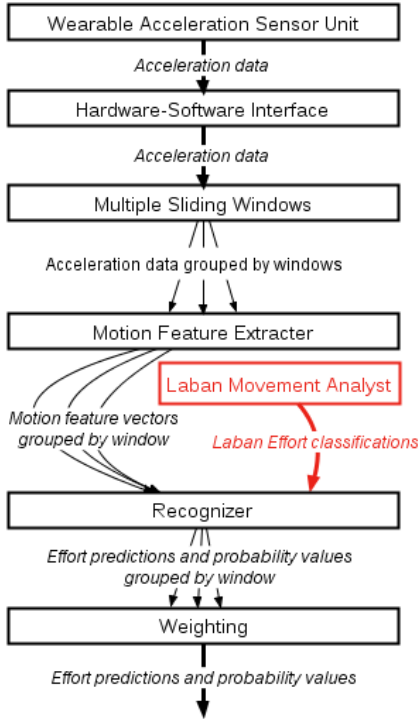 Wearable Acceleration Sensor Unit
Acceleration data
Hardware-Software Interface
Acceleration data
Multiple Sliding Windows
Acceleration data grouped by windows
Motion Feature Extracter
Laban Movement Analyst
Motion feature vectors
grouped by window
Laban Effort classifications
Recognizer
Effort predictions and probability values
grouped by window
Weighting
Effort predictions and probability values